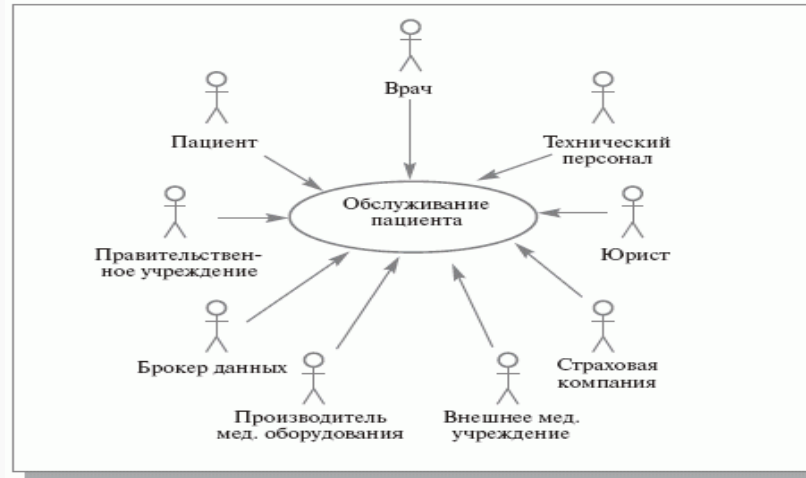 Врач
Пациент
Технический
персонал
Обслуживание
пациента
Правительствен-
ное учреждение
Юрист
Брокер данных
Страховая
компания
Производитель
мед. оборудования
Внешнее мед.
учреждение